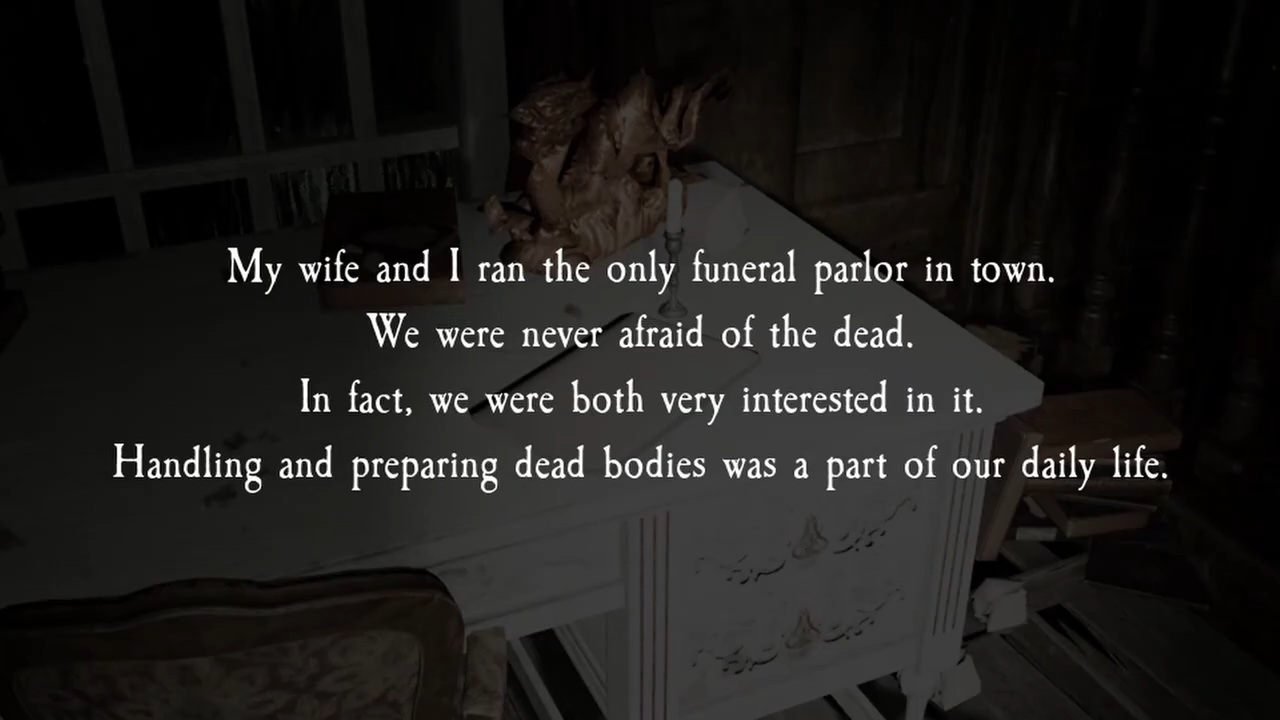 My wife and I ran the only funeral parlor in town.
We were never afraid of the dead.
In fact, we were both very interested in it.
Handling and preparing dead bodies was a part of our daily life.